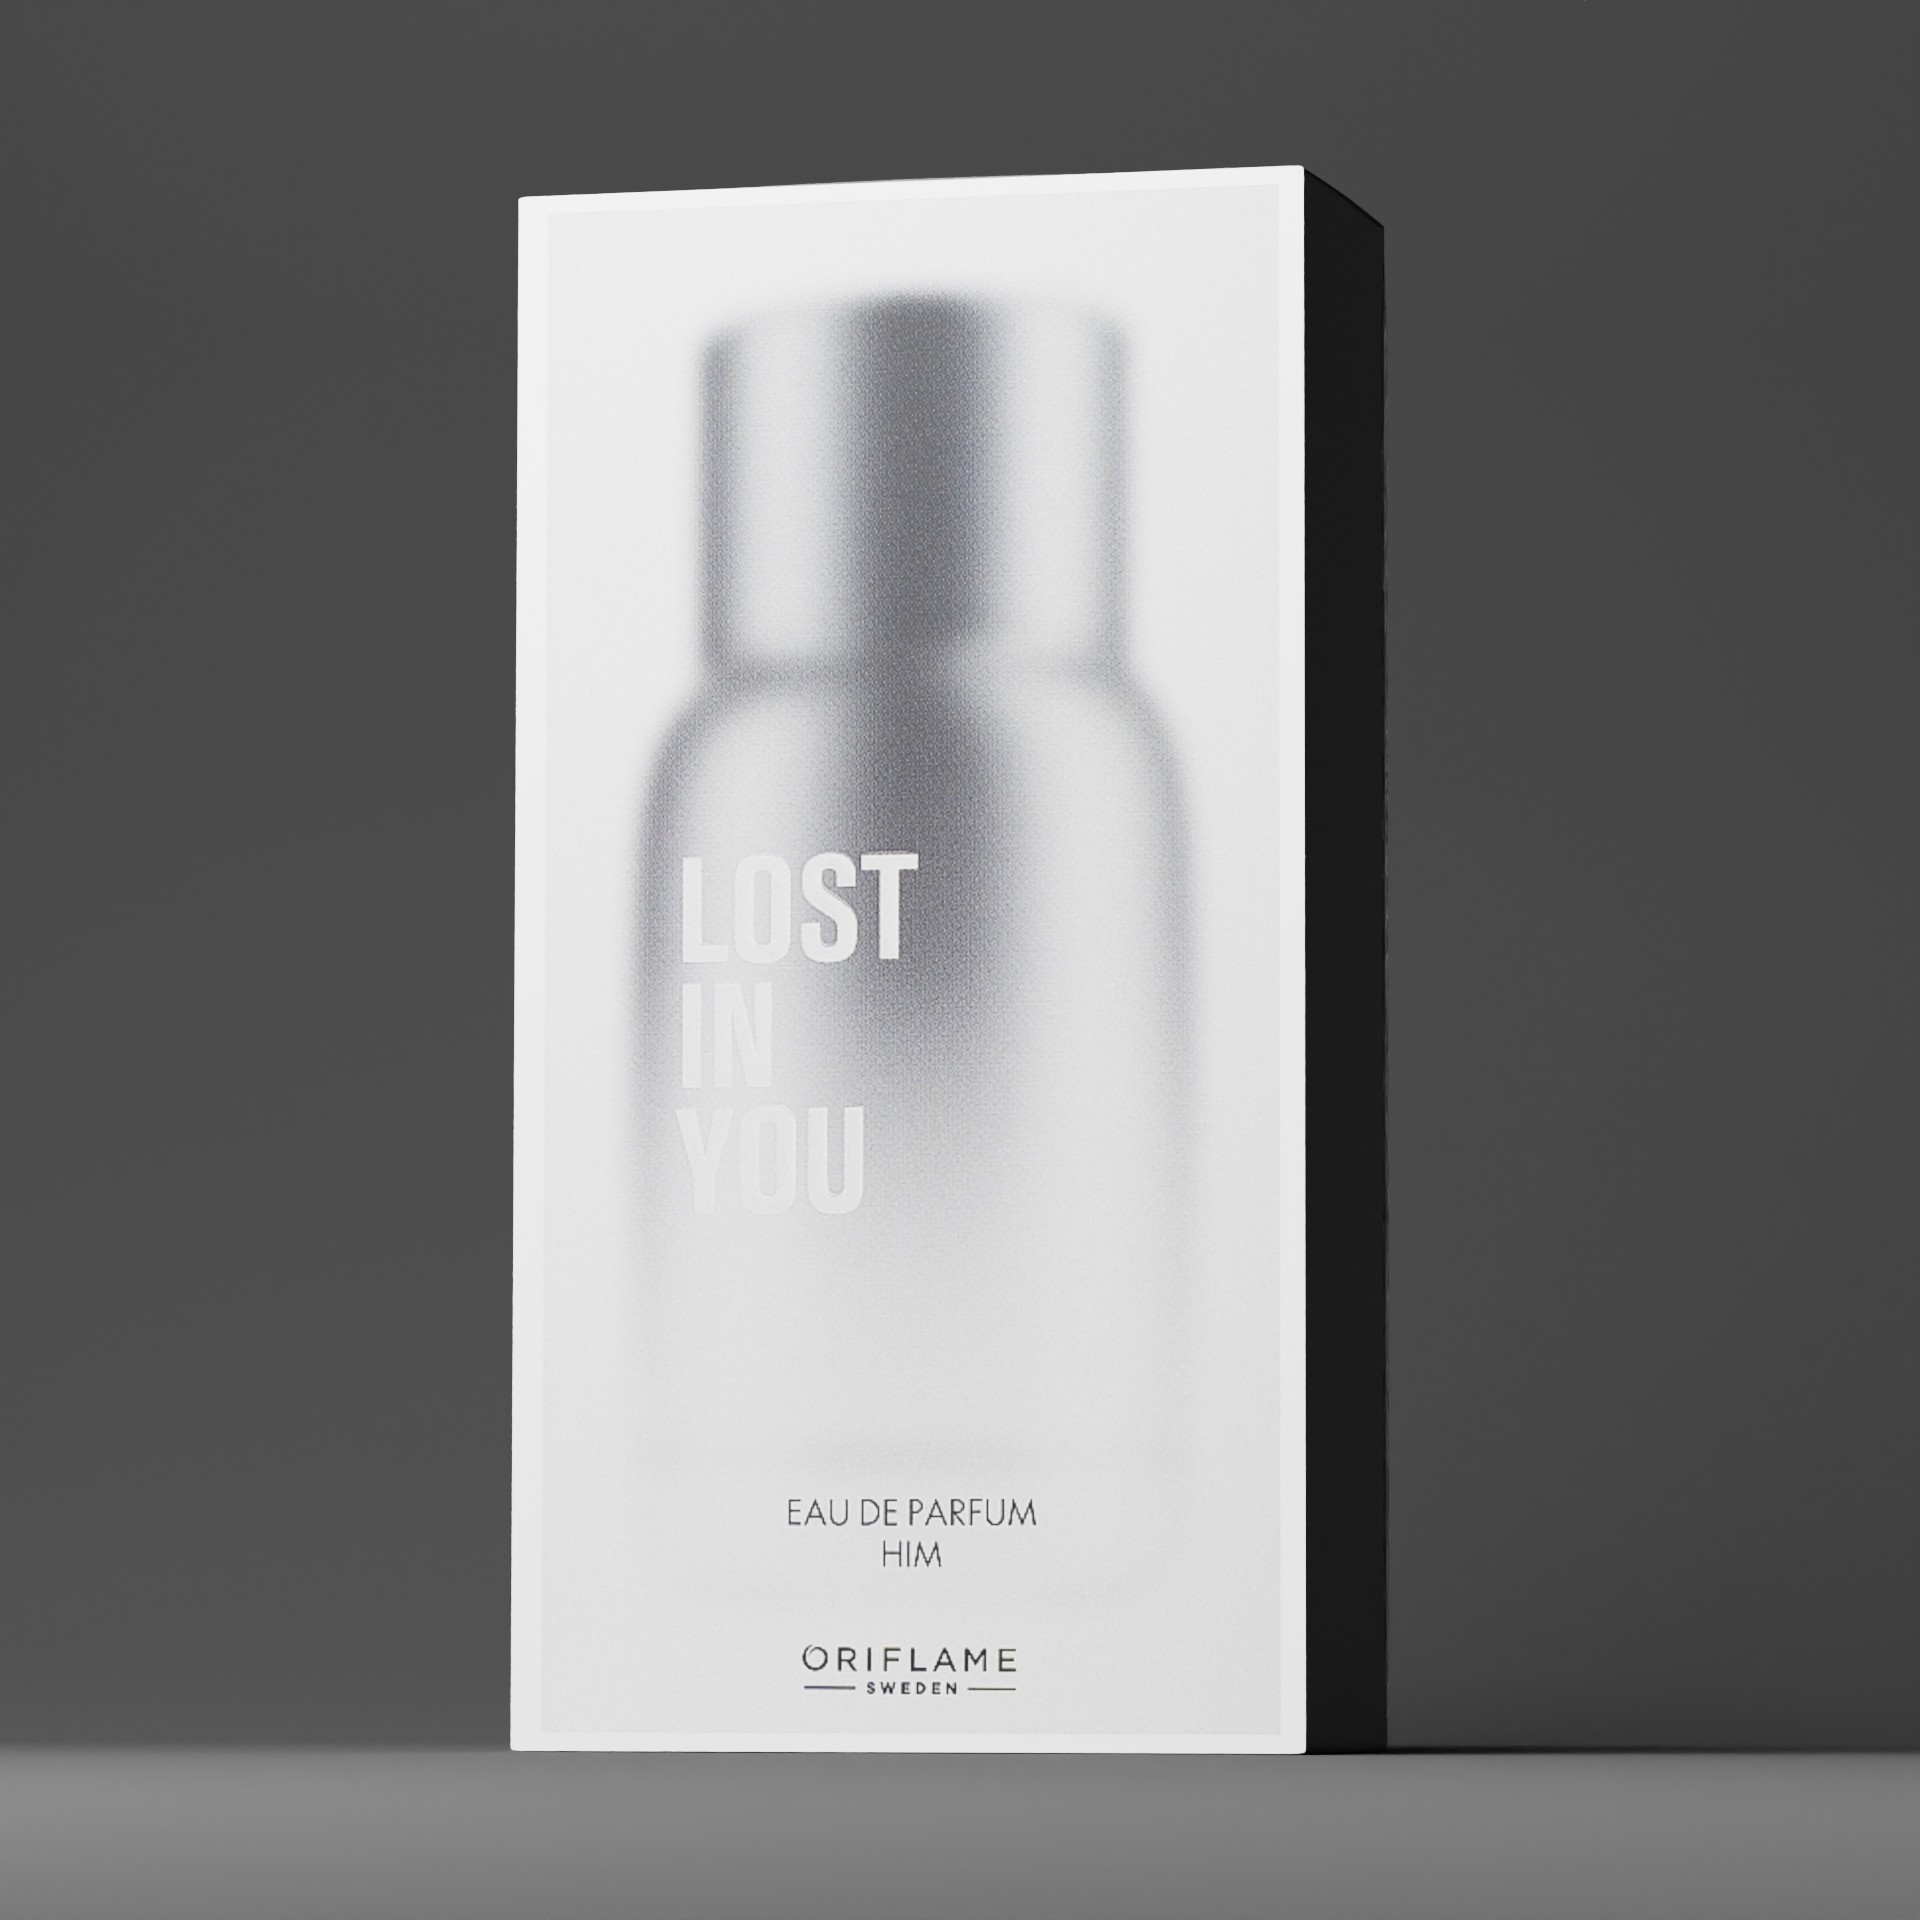 LOST
IN
YOU
EAU DE PARFUM
HIM
ORIFLAME
SWEDEN